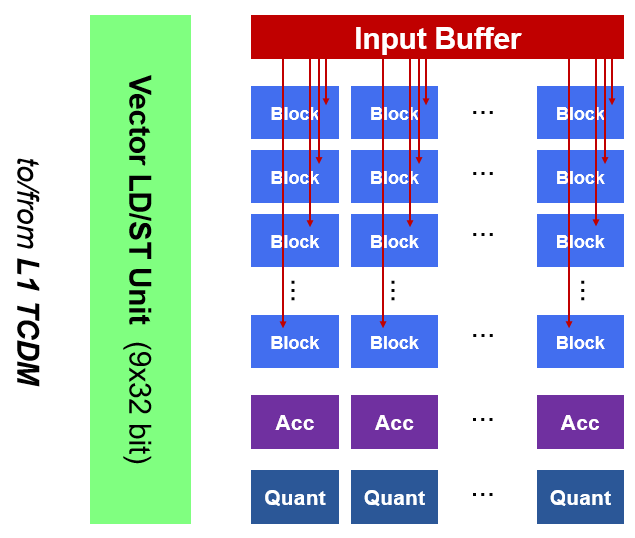 to/from L1 TCDM
Vector LD/ST Unit (9x32 bit)
Input Buffer
Block Block ... Block
Block Block ... Block
Block Block ... Block
⋮ ⋮ ⋮
Block Block ... Block
Acc Acc ... Acc
Quant Quant ... Quant